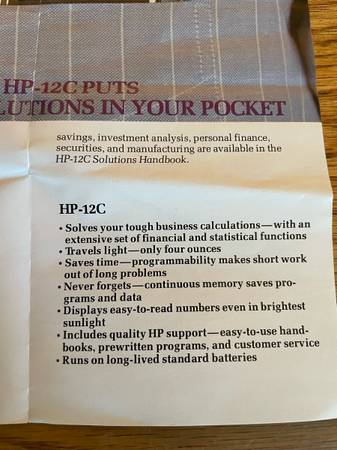 HP-12C PUTS
LUTIONS IN YOUR POCKET
savings, investment analysis, personal finance,
securities, and manufacturing are available in the
HP-12C Solutions Handbook.
HP-12C
• Solves your tough business calculations—with an
extensive set of financial and statistical functions
• Travels light—only four ounces
• Saves time—programmability makes short work
out of long problems
• Never forgets—continuous memory saves pro-
grams and data
• Displays easy-to-read numbers even in brightest
sunlight
• Includes quality HP support—easy-to-use hand-
books, prewritten programs, and customer service
• Runs on long-lived standard batteries